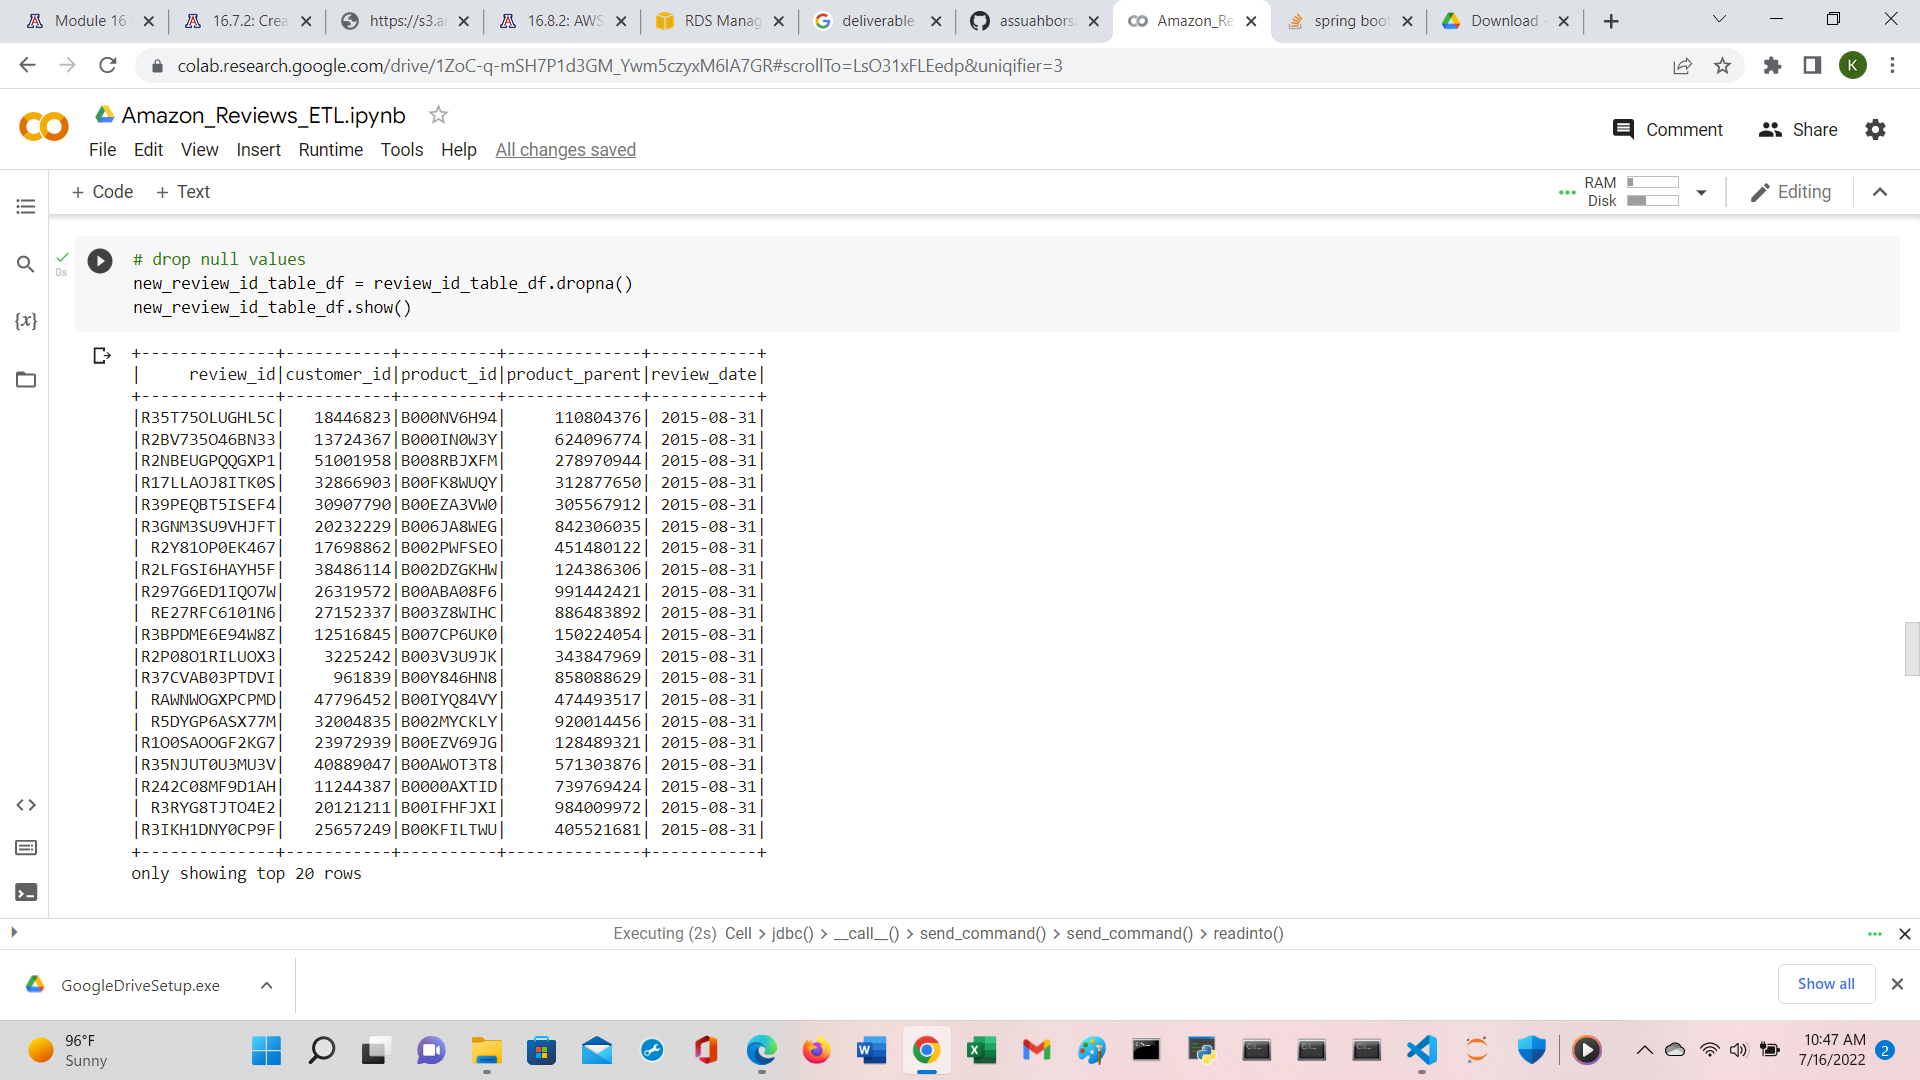 Module 16
16.7.2: Crea
https://s3.ar
16.8.2: AWS
RDS Manag
deliverable
assuahborsa
Amazon_Re
spring boot
Download -
colab.research.google.com/drive/1ZoC-q-mSH7P1d3GM_Ywm5czyxM6IA7GR#scrollTo=LsO31xFLEedp&uniqifier=3
K
Amazon_Reviews_ETL.ipynb
File Edit View Insert Runtime Tools Help All changes saved
Comment
Share
+ Code + Text
RAM
Disk
Editing
{x}
0s
# drop null values
new_review_id_table_df = review_id_table_df.dropna()
new_review_id_table_df.show()
+--------------+-----------+----------+--------------+-----------+
|     review_id|customer_id|product_id|product_parent|review_date|
+--------------+-----------+----------+--------------+-----------+
|R35T75OLUGHL5C|   18446823|B000NV6H94|     110804376| 2015-08-31|
|R2BV735O46BN33|   13724367|B000IN0W3Y|     624096774| 2015-08-31|
|R2NBEUGPQQGXP1|   51001958|B008RBJXFM|     278970944| 2015-08-31|
|R17LLAOJ8ITK0S|   32866903|B00FK8WUQY|     312877650| 2015-08-31|
|R39PEQBT5ISEF4|   30907790|B00EZA3VW0|     305567912| 2015-08-31|
|R3GNM3SU9VHJFT|   20232229|B006JA8WEG|     842306035| 2015-08-31|
| R2Y81OP0EK467|   17698862|B002PWFSEO|     451480122| 2015-08-31|
|R2LFGSI6HAYH5F|   38486114|B002DZGKHW|     124386306| 2015-08-31|
|R297G6ED1IQO7W|   26319572|B00ABA08F6|     991442421| 2015-08-31|
| RE27RFC6101N6|   27152337|B003Z8WIHC|     886483892| 2015-08-31|
|R3BPDME6E94W8Z|   12516845|B007CP6UK0|     150224054| 2015-08-31|
|R2P08O1RILUOX3|    3225242|B003V3U9JK|     343847969| 2015-08-31|
|R37CVAB03PTDVI|     961839|B00Y846HN8|     858088629| 2015-08-31|
| RAWNWOGXPCPMD|   47796452|B00IYQ84VY|     474493517| 2015-08-31|
| R5DYGP6ASX77M|   32004835|B002MYCKLY|     920014456| 2015-08-31|
|R1O0SAOOGF2KG7|   23972939|B00EZV69JG|     128489321| 2015-08-31|
|R35NJUT0U3MU3V|   40889047|B00AWOT3T8|     571303876| 2015-08-31|
|R242C08MF9D1AH|   11244387|B0000AXTID|     739769424| 2015-08-31|
| R3RYG8TJTO4E2|   20121211|B00IFHFJXI|     984009972| 2015-08-31|
|R3IKH1DNY0CP9F|   25657249|B00KFILTWU|     405521681| 2015-08-31|
+--------------+-----------+----------+--------------+-----------+
only showing top 20 rows
Executing (2s) Cell > jdbc() > __call__() > send_command() > send_command() > readinto()
GoogleDriveSetup.exe
Show all
96°F
Sunny
10:47 AM
7/16/2022
2